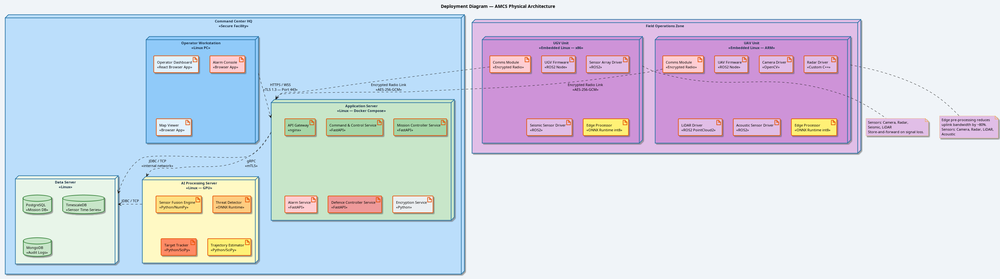 Deployment Diagram — AMCS Physical Architecture
Command Center HQ
«Secure Facility»
Operator Workstation
«Linux PC»
Operator Dashboard
«React Browser App»
Alarm Console
«Browser App»
Map Viewer
«Browser App»
HTTPS / WSS
«TLS 1.3 — Port 443»
Encrypted Radio Link
«AES-256-GCM»
Application Server
«Linux — Docker Compose»
API Gateway
«nginx»
Command & Control Service
«FastAPI»
Mission Controller Service
«FastAPI»
Alarm Service
«FastAPI»
Defence Controller Service
«FastAPI»
Encryption Service
«Python»
JDBC / TCP
«internal network»
gRPC
«mTLS»
Data Server
«Linux»
PostgreSQL
«Mission DB»
TimescaleDB
«Sensor Time-Series»
MongoDB
«Audit Logs»
JDBC / TCP
AI Processing Server
«Linux — GPU»
Sensor Fusion Engine
«Python/NumPy»
Threat Detector
«ONNX Runtime»
Target Tracker
«Python/SciPy»
Trajectory Estimator
«Python/SciPy»
Field Operations Zone
UGV Unit
«Embedded Linux — x86»
Comms Module
«Encrypted Radio»
UGV Firmware
«ROS2 Node»
Sensor Array Driver
«ROS2»
Encrypted Radio Link
«AES-256-GCM»
Seismic Sensor Driver
«ROS2»
Edge Processor
«ONNX Runtime int8»
UAV Unit
«Embedded Linux — ARM»
Comms Module
«Encrypted Radio»
UAV Firmware
«ROS2 Node»
Camera Driver
«OpenCV»
Radar Driver
«Custom C++»
LiDAR Driver
«ROS2 PointCloud2»
Acoustic Sensor Driver
«ROS2»
Edge Processor
«ONNX Runtime int8»
Sensors: Camera, Radar,
Seismic, LiDAR
Store-and-forward on signal loss.
Edge pre-processing reduces
uplink bandwidth by ~80%.
Sensors: Camera, Radar, LiDAR,
Acoustic